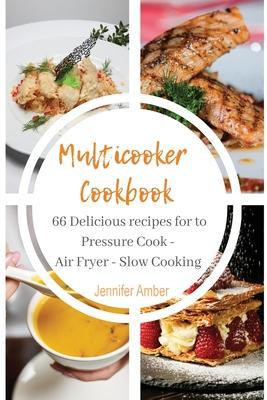 Multicooker
Cookbook
66 Delicious recipes for to
Pressure Cook -
Air Fryer - Slow Cooking
Jennifer Amber